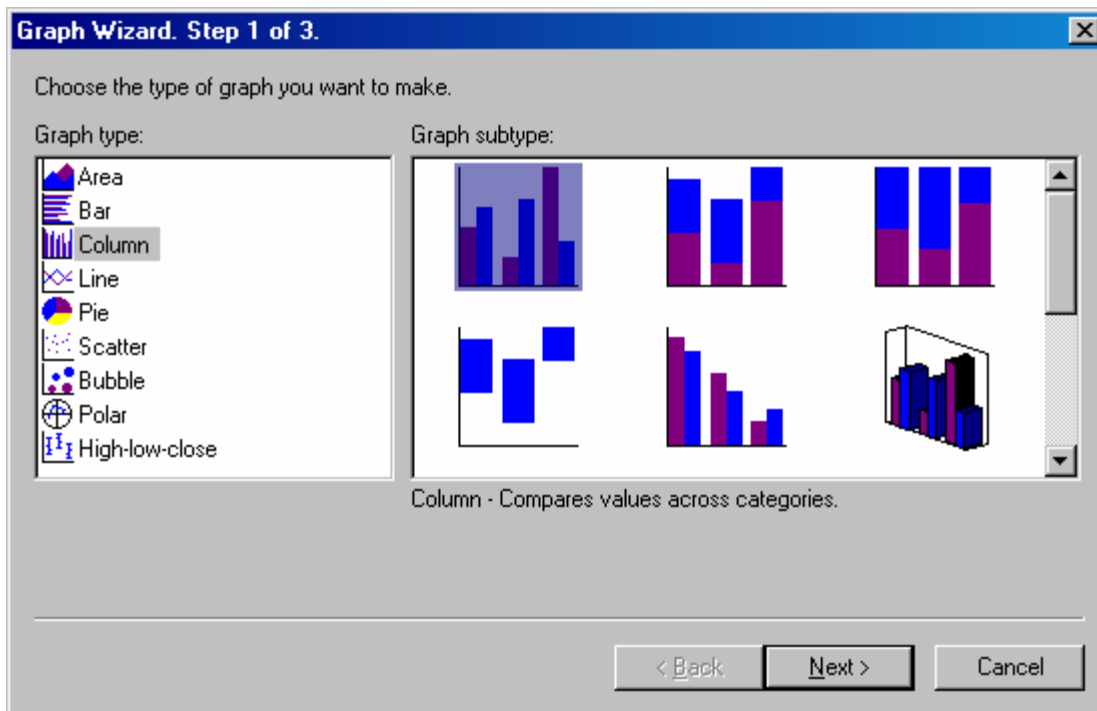 Graph Wizard. Step 1 of 3.
Choose the type of graph you want to make.
Graph type:
Graph subtype:
Area
Bar
Column
Line
Pie
Scatter
Bubble
Polar
High-low-close
Column - Compares values across categories.
< Back
Next >
Cancel